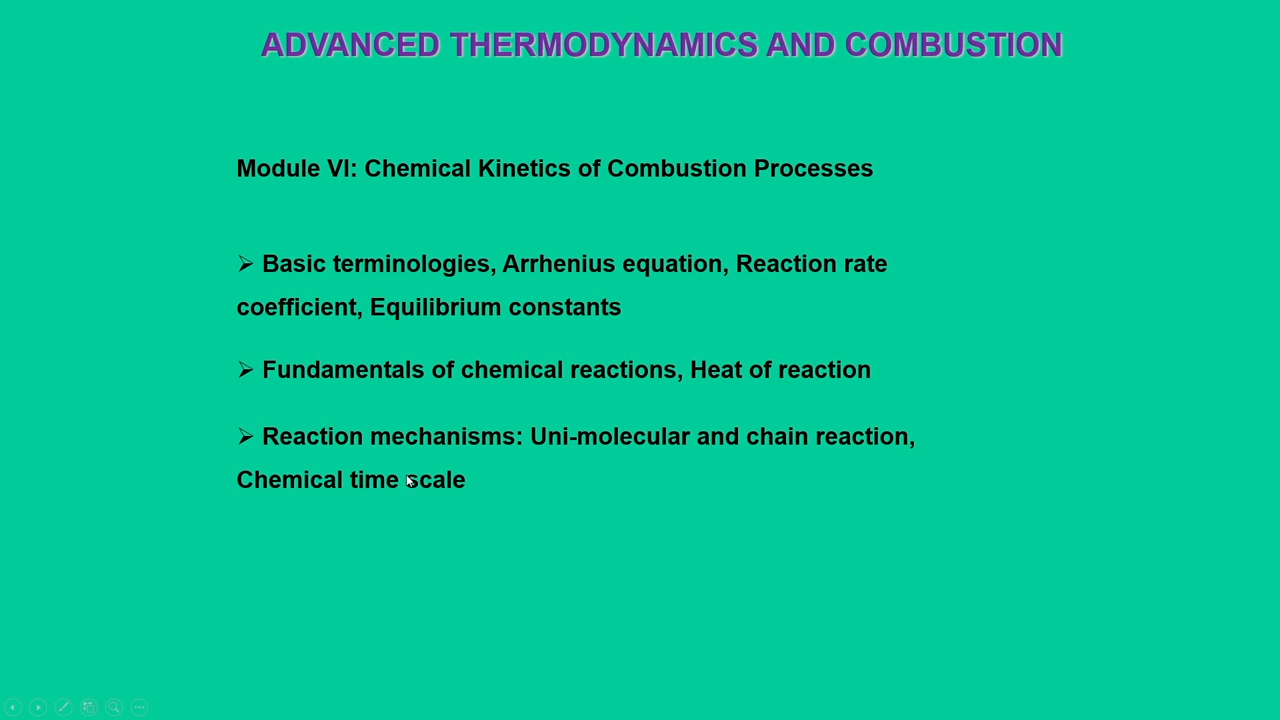 ADVANCED THERMODYNAMICS AND COMBUSTION
Module VI: Chemical Kinetics of Combustion Processes
➢ Basic terminologies, Arrhenius equation, Reaction rate
coefficient, Equilibrium constants
➢ Fundamentals of chemical reactions, Heat of reaction
➢ Reaction mechanisms: Uni-molecular and chain reaction,
Chemical time scale